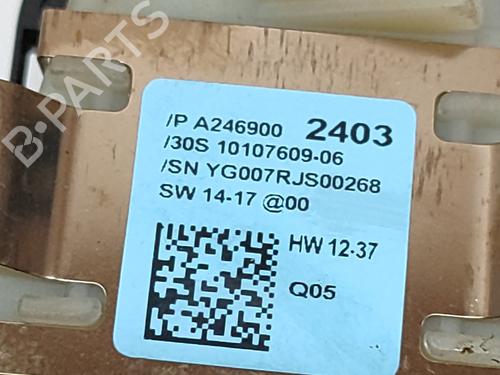 /P A246900 2403
/30S 10107609-06
/SN YG007RJS00268
SW 14-17 @00
HW 12-37
Q05
B-PARTS